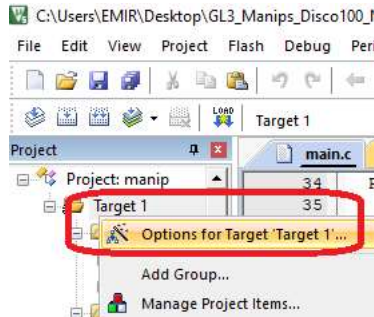 C:\Users\EMIR\Desktop\GL3_Manips_Disco100_
File Edit View Project Flash Debug
LOAD
Target 1
Project
main.c
Project: manip
34
Target 1
35
Options for Target 'Target 1'...
Add Group...
Manage Project Items...